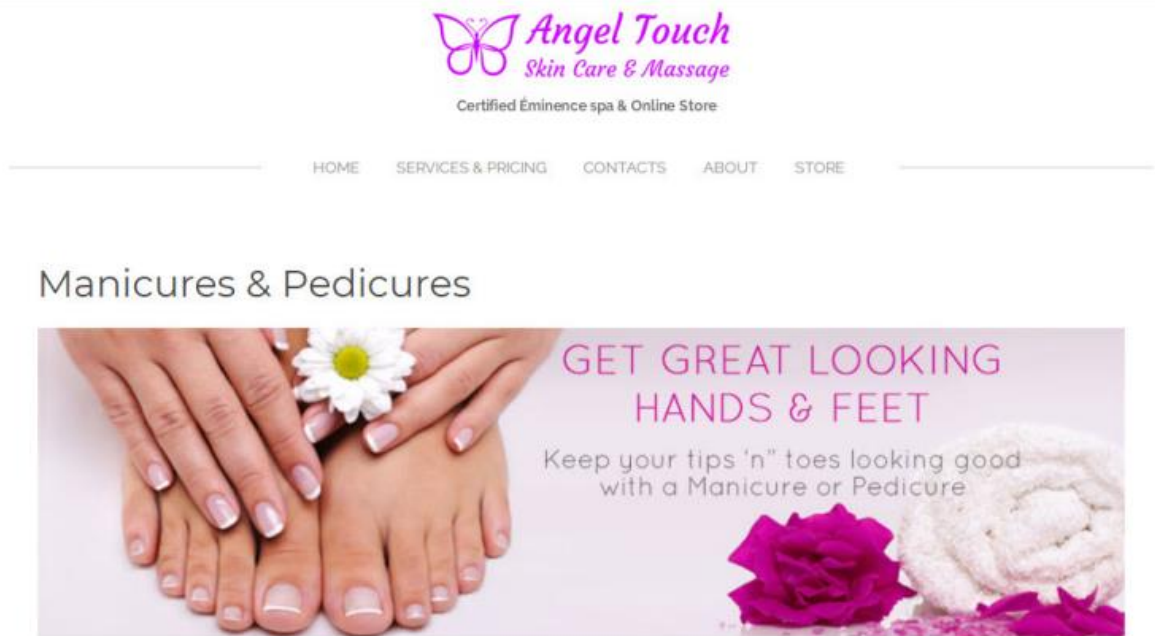 Angel Touch
Skin Care & Massage
Certified Éminence spa & Online Store
HOME SERVICES & PRICING CONTACTS ABOUT STORE
Manicures & Pedicures
GET GREAT LOOKING
HANDS & FEET
Keep your tips 'n" toes looking good
with a Manicure or Pedicure